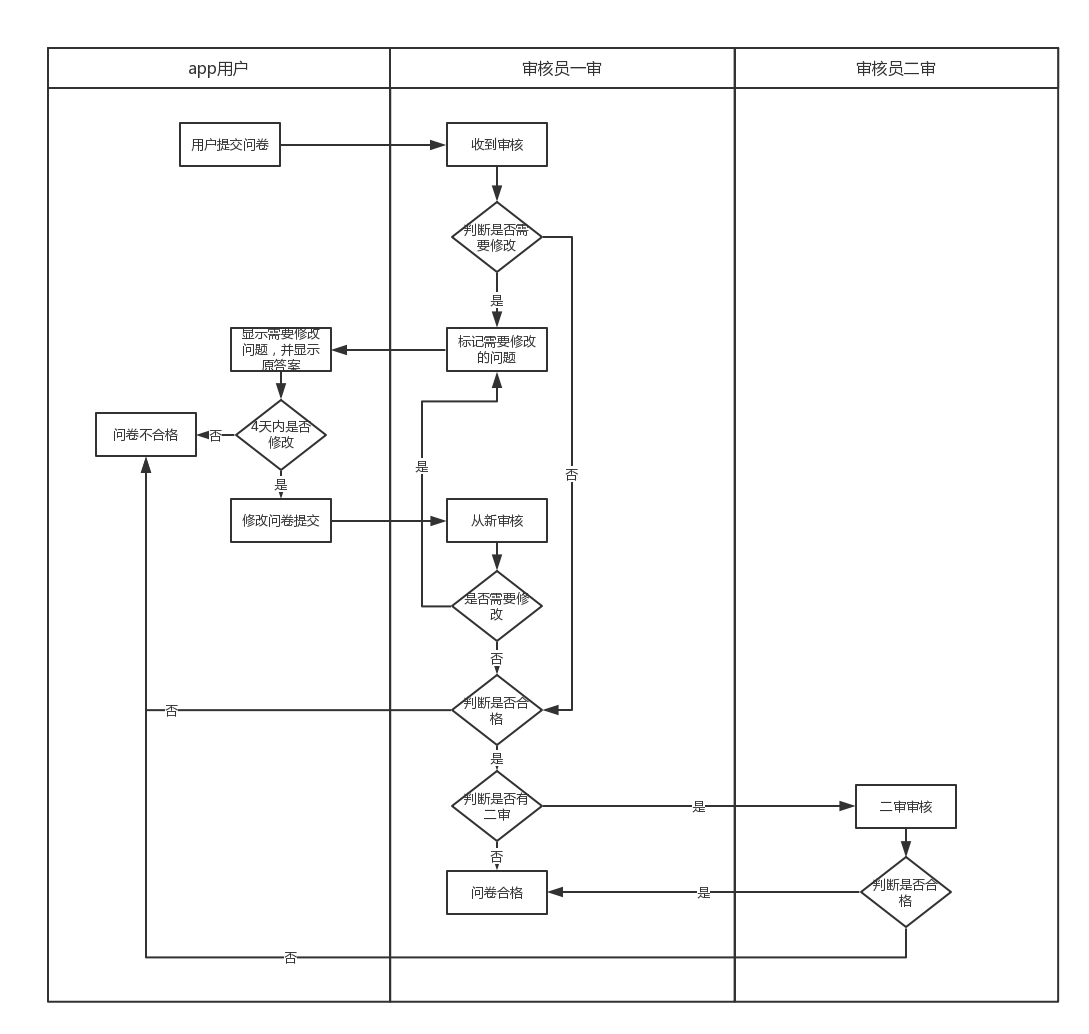 app用户
审核员一审
审核员二审
用户提交问卷
收到审核
判断是否需
要修改
是
显示需要修改
问题，并显示
原答案
标记需要修改
的问题
问卷不合格
否
4天内是否
修改
是
是
否
修改问卷提交
从新审核
是否需要修
改
否
否
判断是否合
格
是
判断是否有
二审
是
二审审核
否
问卷合格
是
判断是否合
格
否